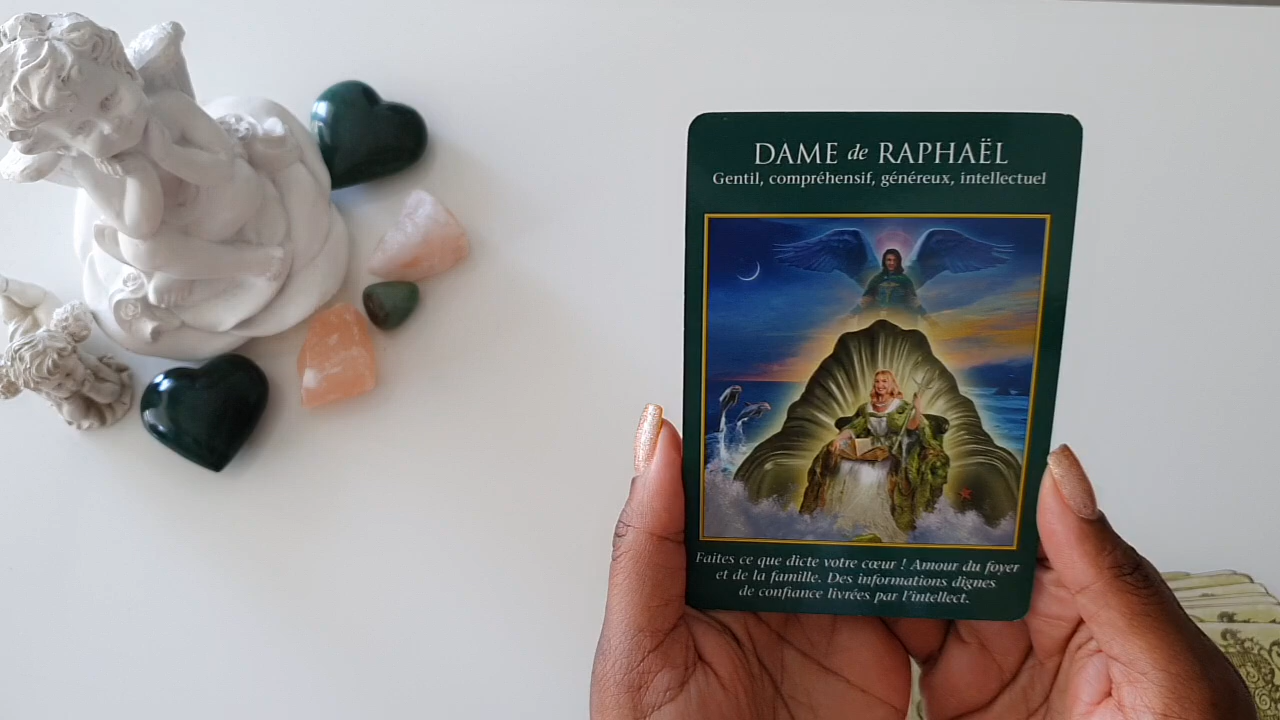 DAME de RAPHAËL
Gentil, compréhensif, généreux, intellectuel
Faites ce que dicte votre cœur ! Amour du foyer
et de la famille. Des informations dignes
de confiance livrées par l'intellect.